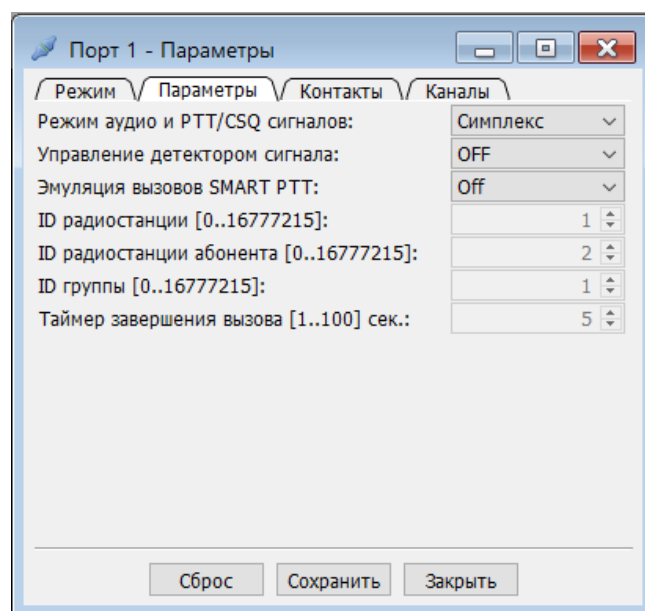 Порт 1 - Параметры
Режим Параметры Контакты Каналы
Режим аудио и PTT/CSQ сигналов: Симплекс
Управление детектором сигнала: OFF
Эмуляция вызовов SMART PTT: Off
ID радиостанции [0..16777215]: 1
ID радиостанции абонента [0..16777215]: 2
ID группы [0..16777215]: 1
Таймер завершения вызова [1..100] сек.: 5
Сброс Сохранить Закрыть